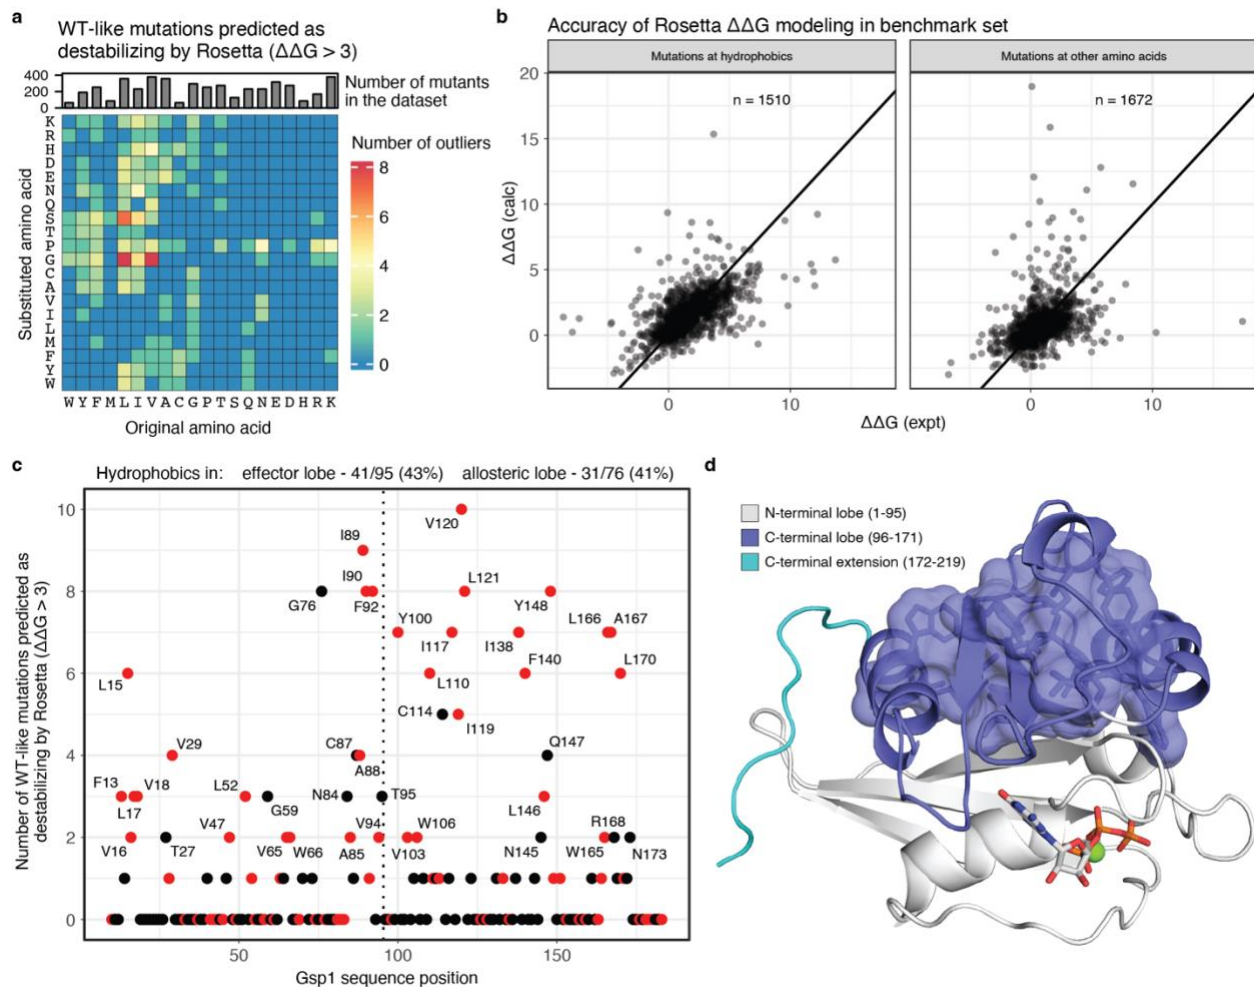 a
WT-like mutations predicted as
destabilizing by Rosetta (ΔΔG > 3)
400
200
0
Number of mutants
in the dataset
Number of outliers
8
6
4
2
0
Substituted amino acid
K
R
H
D
E
N
Q
S
T
P
G
C
A
V
I
L
M
F
Y
W
W Y F M L I V A C G P T S Q N E D H R K
Original amino acid
b
Accuracy of Rosetta ΔΔG modeling in benchmark set
Mutations at hydrophobics
Mutations at other amino acids
n = 1510
n = 1672
ΔΔG (calc)
20
15
10
5
0
0 10
0 10
ΔΔG (expt)
c
Hydrophobics in: effector lobe - 41/95 (43%) allosteric lobe - 31/76 (41%)
Number of WT-like mutations predicted as
destabilizing by Rosetta (ΔΔG > 3)
10
8
6
4
2
0
V120
I89
I90
L121
G76
F92
Y148
Y100
L166
A167
I117
I138
L15
L110
F140
L170
C114
I119
V29
C87
Q147
A88
F13
V18
L52
N84
T95
L17
G59
L146
V47
V94
W106
R168
V16
T27
V65
W66
A85
V103
N145
W165
N173
50
100
150
Gsp1 sequence position
d
N-terminal lobe (1-95)
C-terminal lobe (96-171)
C-terminal extension (172-219)